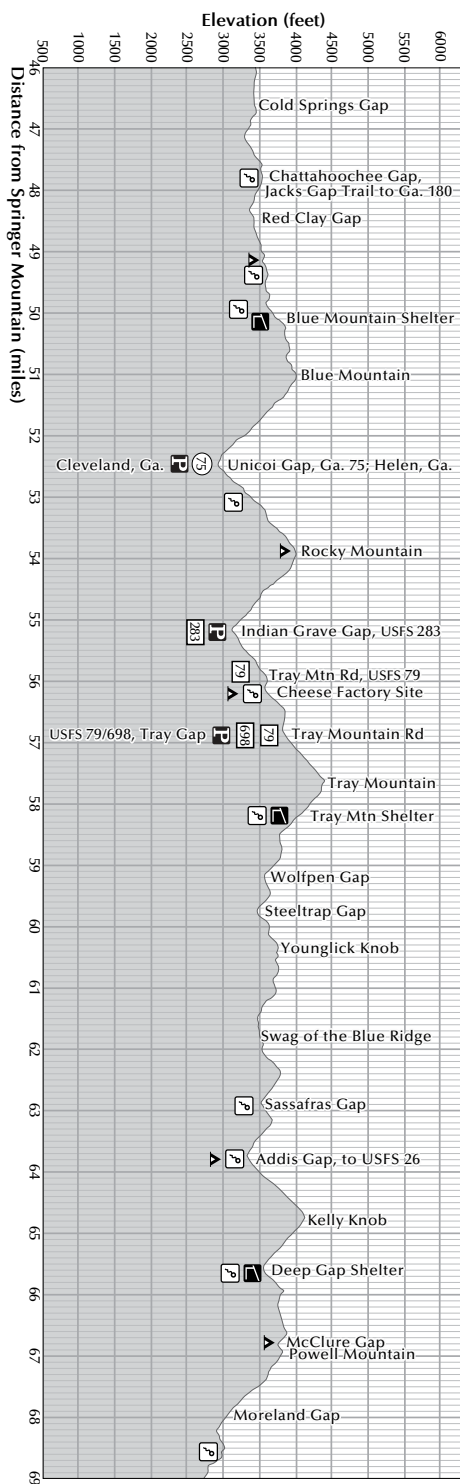 Elevation (feet)
500
1000
1500
2000
2500
3000
3500
4000
4500
5000
5500
6000
Distance from Springer Mountain (miles)
46
Cold Springs Gap
47
Chattahoochee Gap,
Jacks Gap Trail to Ga. 180
48
Red Clay Gap
49
50
Blue Mountain Shelter
51
Blue Mountain
52
Cleveland, Ga.
P
75
Unicoi Gap, Ga. 75; Helen, Ga.
53
54
Rocky Mountain
55
283
P
Indian Grave Gap, USFS 283
79
Tray Mtn Rd, USFS 79
56
Cheese Factory Site
USFS 79/698, Tray Gap
P
698
79
Tray Mountain Rd
57
Tray Mountain
58
Tray Mtn Shelter
59
Wolfpen Gap
Steeltrap Gap
60
Younglick Knob
61
Swag of the Blue Ridge
62
Sassafras Gap
63
Addis Gap, to USFS 26
64
Kelly Knob
65
Deep Gap Shelter
66
McClure Gap
Powell Mountain
67
Moreland Gap
68
69